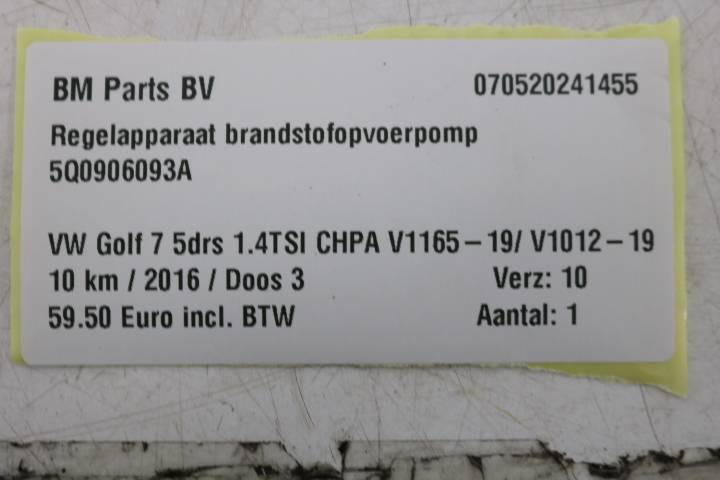 BM Parts BV 070520241455
Regelapparaat brandstofopvoerpomp
5Q0906093A
VW Golf 7 5drs 1.4TSI CHPA V1165-19/ V1012-19
10 km / 2016 / Doos 3 Verz: 10
59.50 Euro incl. BTW Aantal: 1